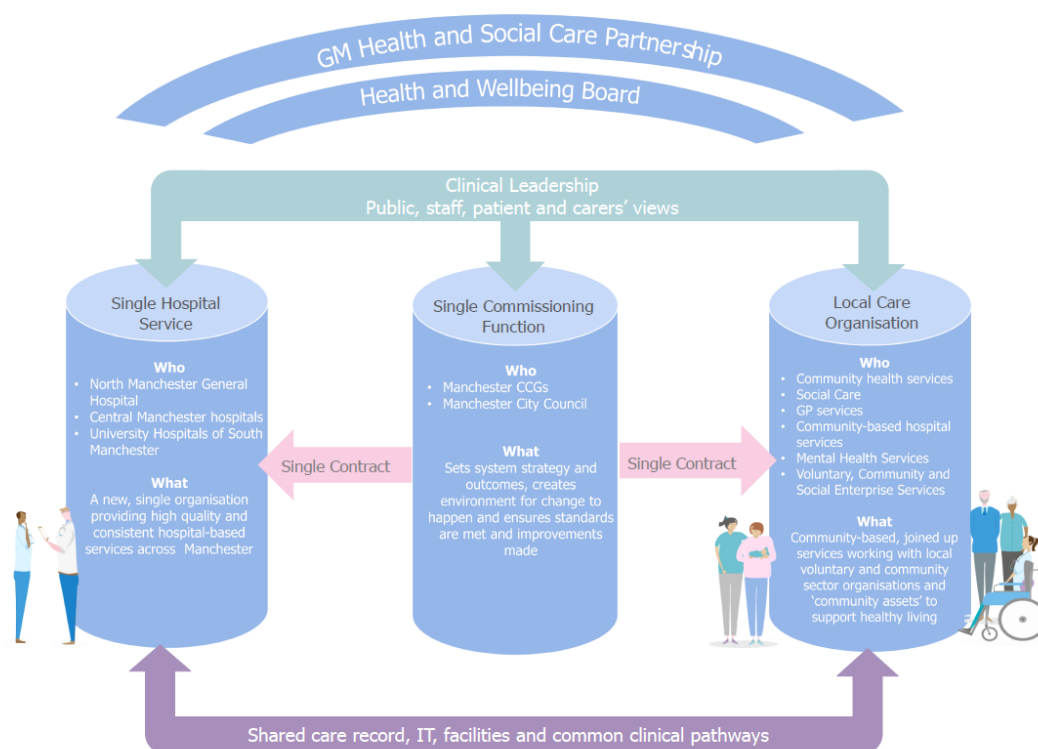 GM Health and Social Care Partnership
Health and Wellbeing Board
Clinical Leadership
Public, staff, patient and carers' views
Single Hospital
Service
Who
• North Manchester General
Hospital
• Central Manchester hospitals
• University Hospitals of South
Manchester
What
A new, single organisation
providing high quality and
consistent hospital-based
services across Manchester
Single Contract
Single Commissioning
Function
Who
• Manchester CCGs
• Manchester City Council
What
Sets system strategy and
outcomes, creates
environment for change to
happen and ensures standards
are met and improvements
made
Single Contract
Local Care
Organisation
Who
• Community health services
• Social Care
• GP services
• Community-based hospital
services
• Mental Health Services
• Voluntary, Community and
Social Enterprise Services
What
Community-based, joined up
services working with local
voluntary and community
sector organisations and
'community assets' to
support healthy living
Shared care record, IT, facilities and common clinical pathways